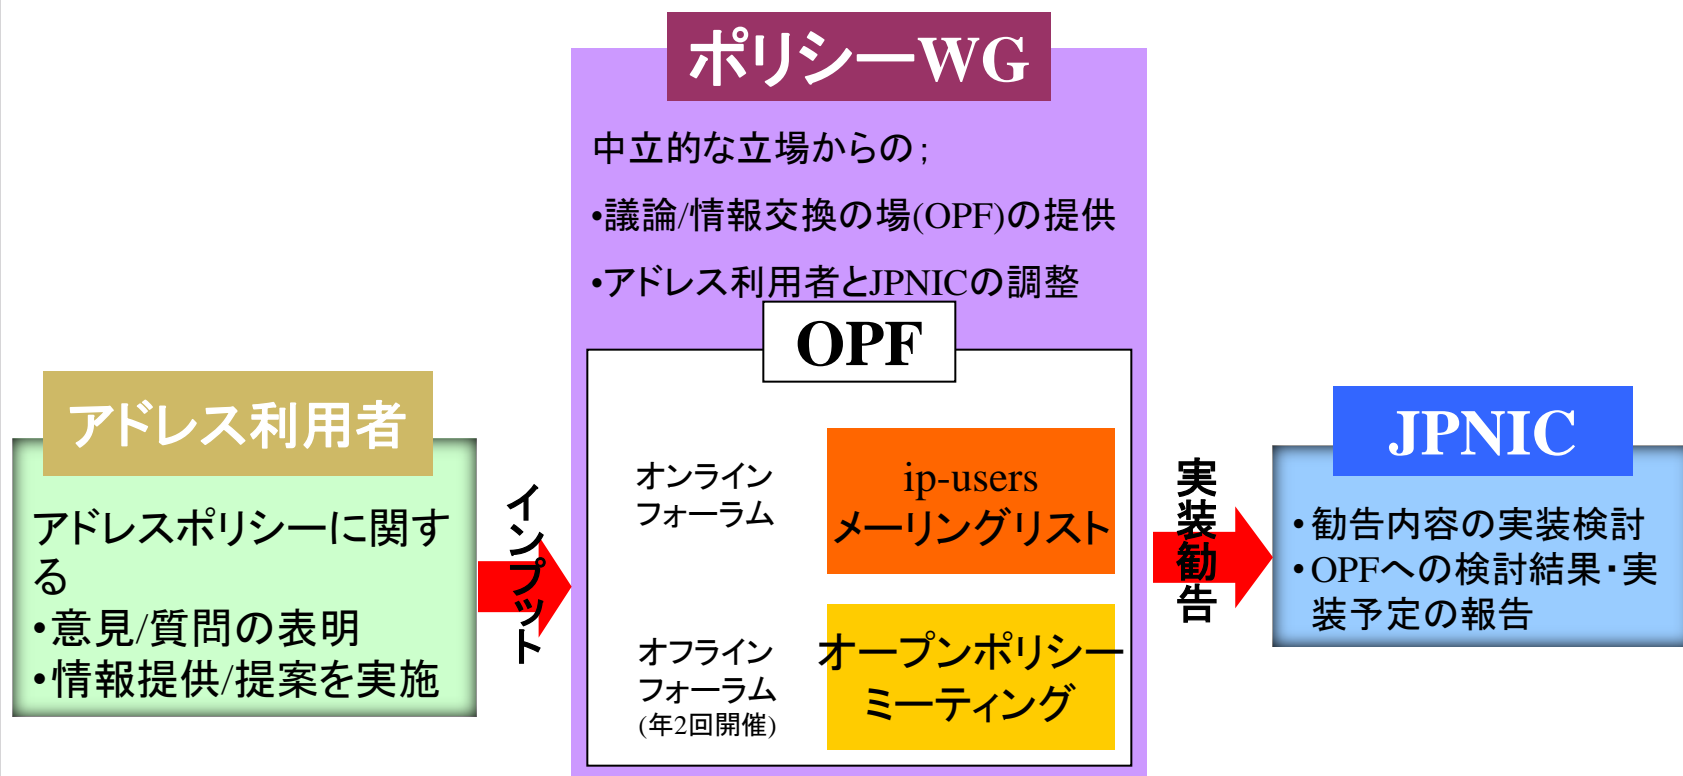 ポリシーWG
中立的な立場からの;
•議論/情報交換の場(OPF)の提供
•アドレス利用者とJPNICの調整
OPF
オンライン
フォーラム
ip-users
メーリングリスト
オフライン
フォーラム
(年2回開催)
オープンポリシー
ミーティング
アドレス利用者
アドレスポリシーに関す
る
•意見/質問の表明
•情報提供/提案を実施
インプット
実装勧告
JPNIC
•勧告内容の実装検討
•OPFへの検討結果・実
装予定の報告